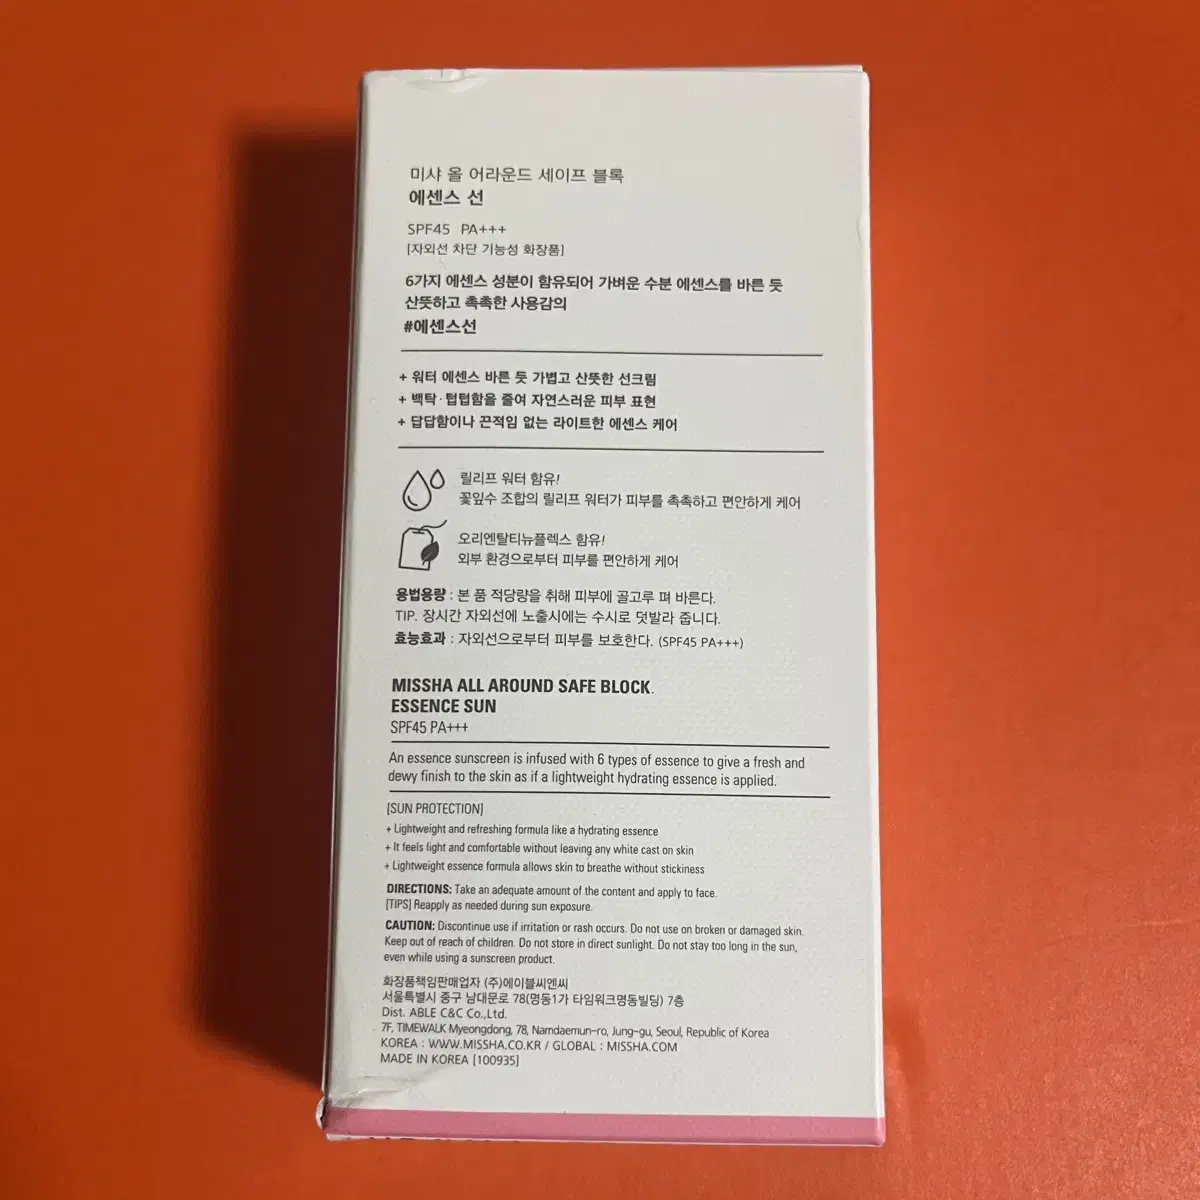 미샤 올 어라운드 세이프 블록
에센스 선
SPF45 PA+++
[자외선 차단 기능성 화장품]
6가지 에센스 성분이 함유되어 가벼운 수분 에센스를 바른 듯
산뜻하고 촉촉한 사용감의
#에센스선
+ 워터 에센스 바른 듯 가볍고 산뜻한 선크림
+ 백탁·텁텁함을 줄여 자연스러운 피부 표현
+ 답답함이나 끈적임 없는 라이트한 에센스 케어
릴리프 워터 함유!
꽃잎수 조합의 릴리프 워터가 피부를 촉촉하고 편안하게 케어
오리엔탈티뉴플렉스 함유!
외부 환경으로부터 피부를 편안하게 케어
용법용량 : 본 품 적당량을 취해 피부에 골고루 펴 바른다.
TIP. 장시간 자외선에 노출시에는 수시로 덧발라 줍니다.
효능효과 : 자외선으로부터 피부를 보호한다. (SPF45 PA+++)
MISSHA ALL AROUND SAFE BLOCK.
ESSENCE SUN
SPF45 PA+++
An essence sunscreen is infused with 6 types of essence to give a fresh and
dewy finish to the skin as if a lightweight hydrating essence is applied.
[SUN PROTECTION]
+ Lightweight and refreshing formula like a hydrating essence
+ It feels light and comfortable without leaving any white cast on skin
+ Lightweight essence formula allows skin to breathe without stickiness
DIRECTIONS: Take an adequate amount of the content and apply to face.
[TIPS] Reapply as needed during sun exposure.
CAUTION: Discontinue use if irritation or rash occurs. Do not use on broken or damaged skin.
Keep out of reach of children. Do not store in direct sunlight. Do not stay too long in the sun,
even while using a sunscreen product.
화장품책임판매업자 (주)에이블씨엔씨
서울특별시 중구 남대문로 78(명동1가 타임워크명동빌딩) 7층
Dist. ABLE C&C Co.,Ltd.
7F, TIMEWALK Myeongdong, 78, Namdaemun-ro, Jung-gu, Seoul, Republic of Korea
KOREA : WWW.MISSHA.CO.KR / GLOBAL : MISSHA.COM
MADE IN KOREA [100935]